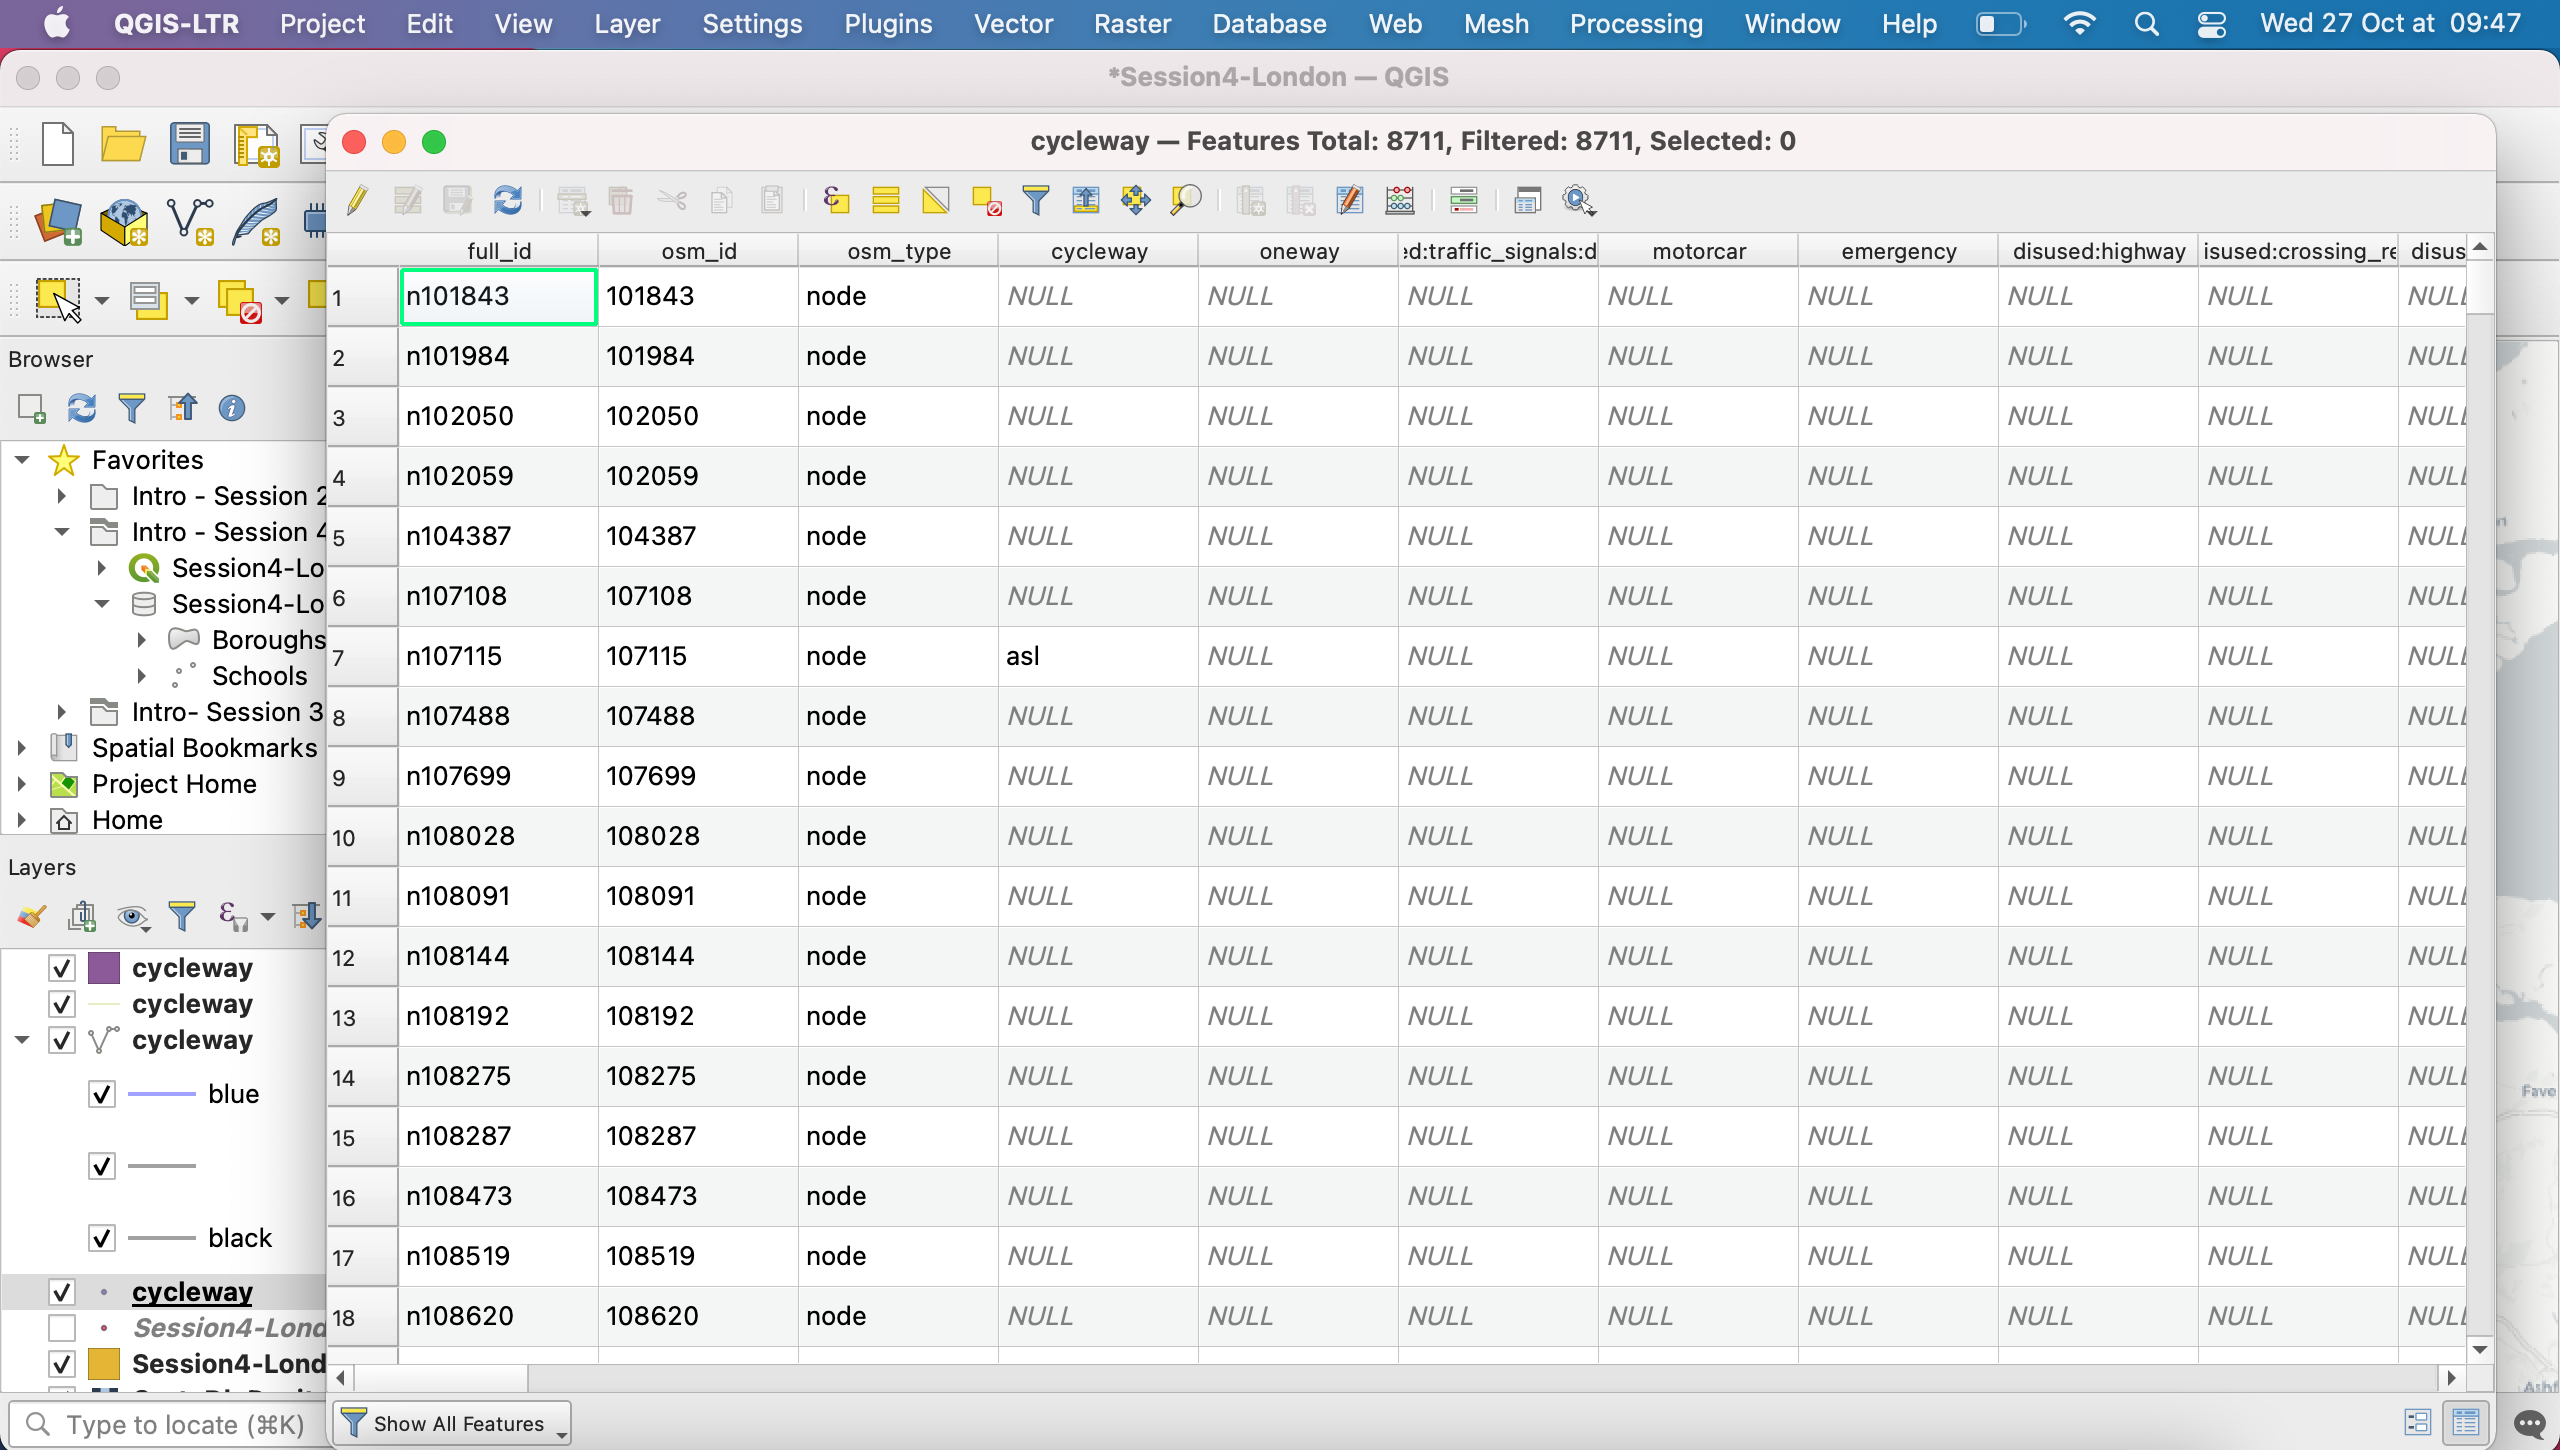 QGIS-LTR Project Edit View Layer Settings Plugins Vector Raster Database Web Mesh Processing Window Help Wed 27 Oct at 09:47
*Session4-London — QGIS
cycleway — Features Total: 8711, Filtered: 8711, Selected: 0
full_id osm_id osm_type cycleway oneway ed:traffic_signals:d motorcar emergency disused:highway isused:crossing_re disus
1 n101843 101843 node NULL NULL NULL NULL NULL NULL NULL NULL
2 n101984 101984 node NULL NULL NULL NULL NULL NULL NULL NULL
3 n102050 102050 node NULL NULL NULL NULL NULL NULL NULL NULL
4 n102059 102059 node NULL NULL NULL NULL NULL NULL NULL NULL
5 n104387 104387 node NULL NULL NULL NULL NULL NULL NULL NULL
6 n107108 107108 node NULL NULL NULL NULL NULL NULL NULL NULL
7 n107115 107115 node asl NULL NULL NULL NULL NULL NULL NULL
8 n107488 107488 node NULL NULL NULL NULL NULL NULL NULL NULL
9 n107699 107699 node NULL NULL NULL NULL NULL NULL NULL NULL
10 n108028 108028 node NULL NULL NULL NULL NULL NULL NULL NULL
11 n108091 108091 node NULL NULL NULL NULL NULL NULL NULL NULL
12 n108144 108144 node NULL NULL NULL NULL NULL NULL NULL NULL
13 n108192 108192 node NULL NULL NULL NULL NULL NULL NULL NULL
14 n108275 108275 node NULL NULL NULL NULL NULL NULL NULL NULL
15 n108287 108287 node NULL NULL NULL NULL NULL NULL NULL NULL
16 n108473 108473 node NULL NULL NULL NULL NULL NULL NULL NULL
17 n108519 108519 node NULL NULL NULL NULL NULL NULL NULL NULL
18 n108620 108620 node NULL NULL NULL NULL NULL NULL NULL NULL
Show All Features
Browser
Favorites
Intro - Session 2
Intro - Session 4
Session4-Lo
Session4-Lo
Boroughs
Schools
Intro- Session 3
Spatial Bookmarks
Project Home
Home
Layers
cycleway
cycleway
cycleway
blue
black
cycleway
Session4-Lond
Session4-Lond
Type to locate (⌘K)
Fave